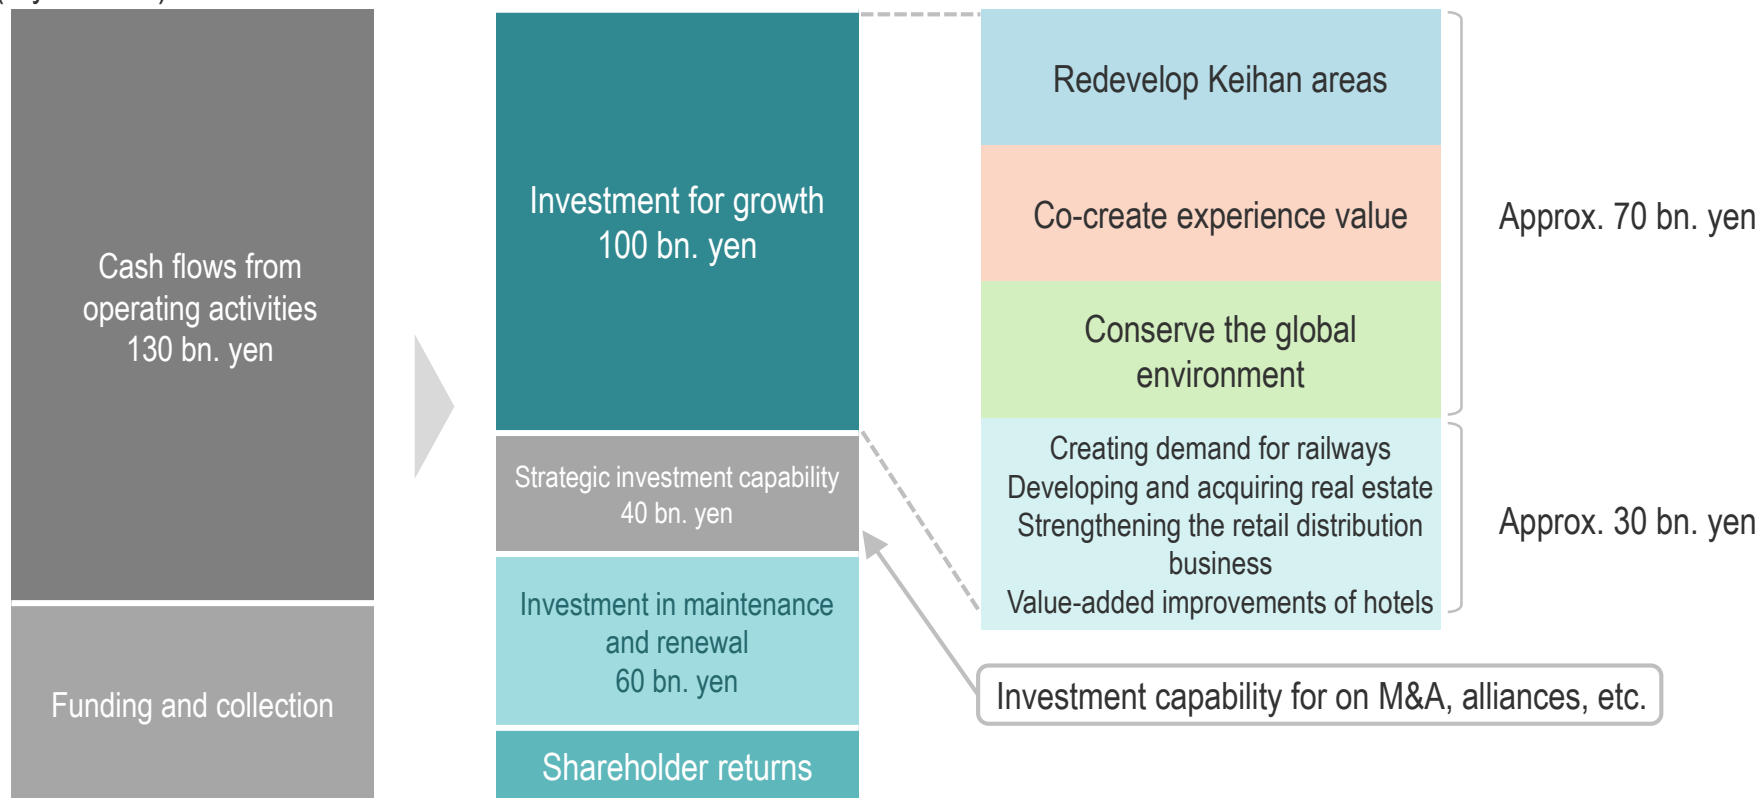 Cash flows from
operating activities
130 bn. yen
Funding and collection
Investment for growth
100 bn. yen
Strategic investment capability
40 bn. yen
Investment in maintenance
and renewal
60 bn. yen
Shareholder returns
Redevelop Keihan areas
Co-create experience value
Conserve the global
environment
Approx. 70 bn. yen
Creating demand for railways
Developing and acquiring real estate
Strengthening the retail distribution
business
Value-added improvements of hotels
Approx. 30 bn. yen
Investment capability for on M&A, alliances, etc.